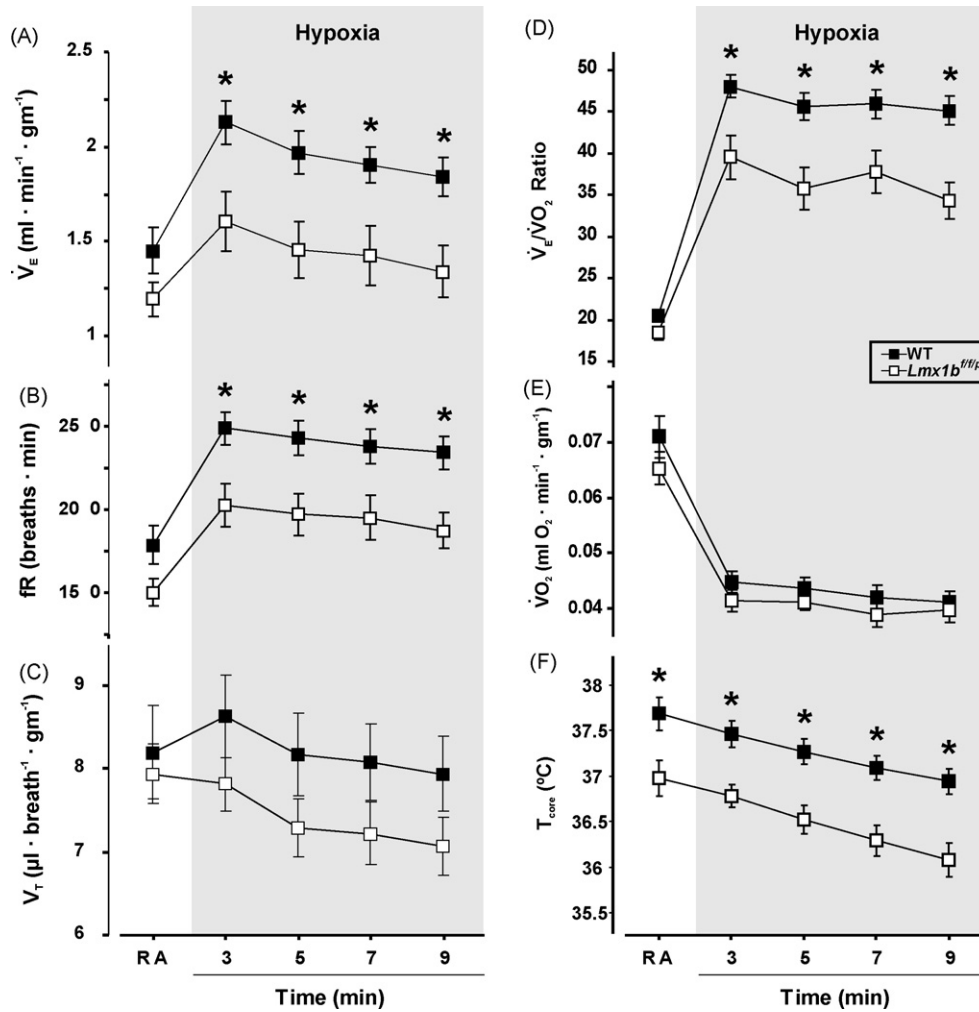 (A)
Hypoxia
2.5
2
1.5
1
V̇E (ml · min⁻¹ · gm⁻¹)
* * * *
(B)
25 0
20 0
15 0
fR (breaths · min)
* * * *
(C)
9
8
7
6
VT (µl · breath⁻¹ · gm⁻¹)
R A 3 5 7 9
Time (min)
(D)
Hypoxia
50
45
40
35
30
25
20
15
V̇E/V̇O2 Ratio
* * * *
WT
Lmx1b f/f/p
(E)
0.07
0.06
0.05
0.04
V̇O2 (ml O2 · min⁻¹ · gm⁻¹)
(F)
38
37.5
37
36.5
36
35.5
Tcore (ºC)
* * * * *
R A 3 5 7 9
Time (min)